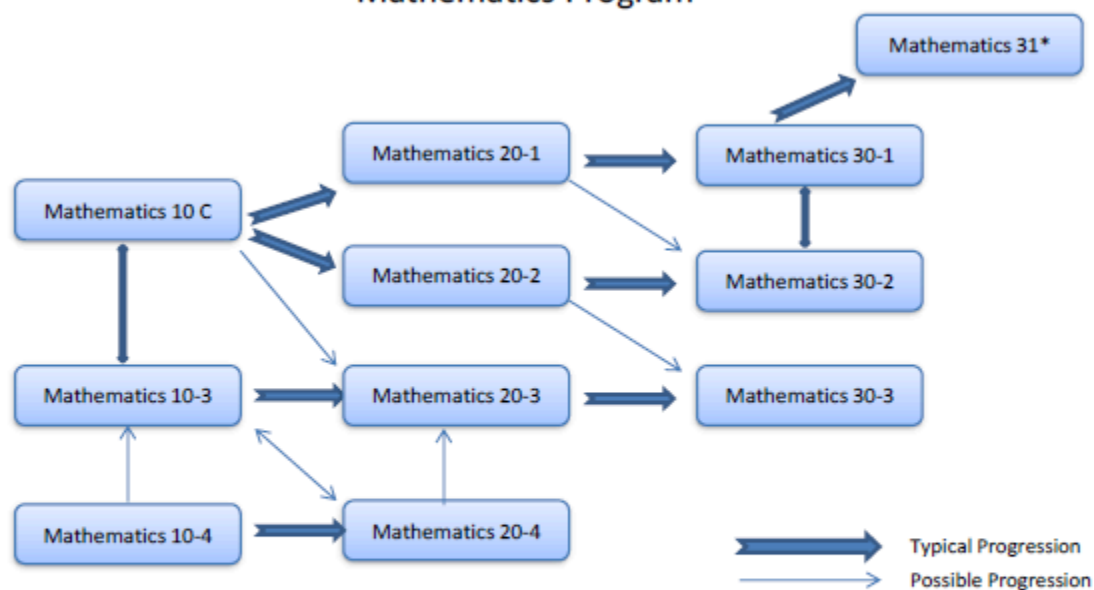 Mathematics Program
Mathematics 31*
Mathematics 20-1
Mathematics 30-1
Mathematics 10 C
Mathematics 20-2
Mathematics 30-2
Mathematics 10-3
Mathematics 20-3
Mathematics 30-3
Mathematics 10-4
Mathematics 20-4
Typical Progression
Possible Progression